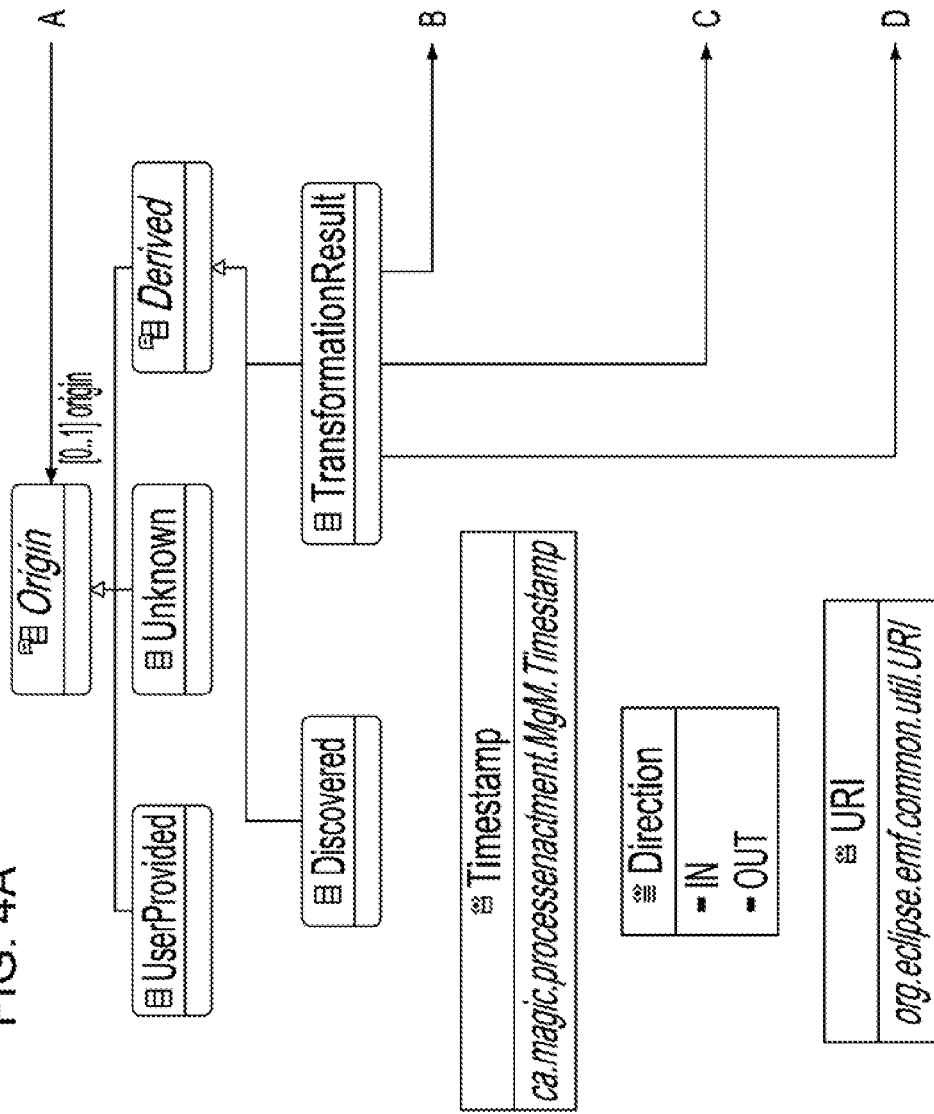 FIG. 4A
A
Origin
[0..1] origin
UserProvided
Unknown
Derived
Discovered
TransformationResult
B
C
D
Timestamp
ca.magic.processenactment.MgM.Timestamp
Direction
IN
OUT
URI
org.eclipse.emf.common.util.URI